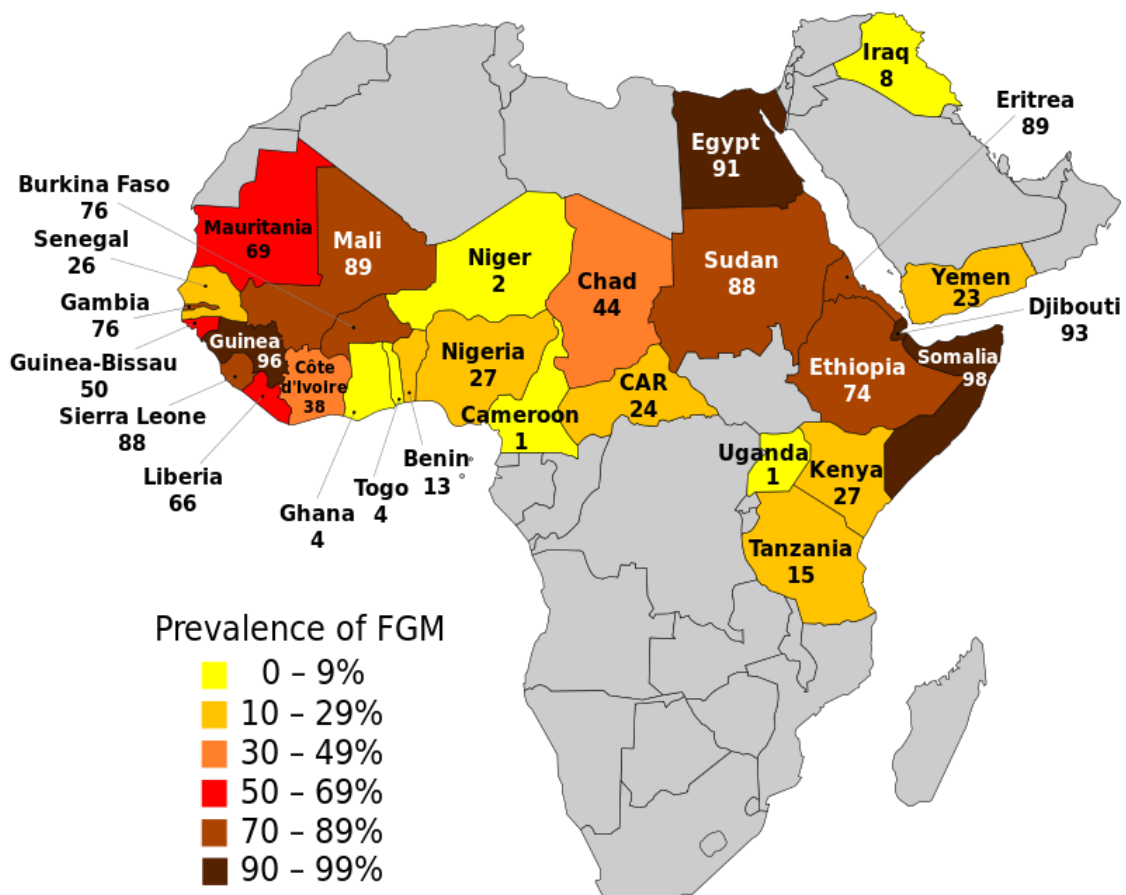 Iraq
8
Eritrea
89
Egypt
91
Burkina Faso
76
Mauritania
69
Senegal
26
Mali
89
Niger
2
Chad
44
Sudan
88
Yemen
23
Djibouti
93
Gambia
76
Guinea
96
Guinea-Bissau
50
Côte
d'Ivoire
38
Nigeria
27
CAR
24
Ethiopia
74
Somalia
98
Sierra Leone
88
Cameroon
1
Liberia
66
Benin
13
Togo
4
Ghana
4
Uganda
1
Kenya
27
Tanzania
15
Prevalence of FGM
0 – 9%
10 – 29%
30 – 49%
50 – 69%
70 – 89%
90 – 99%